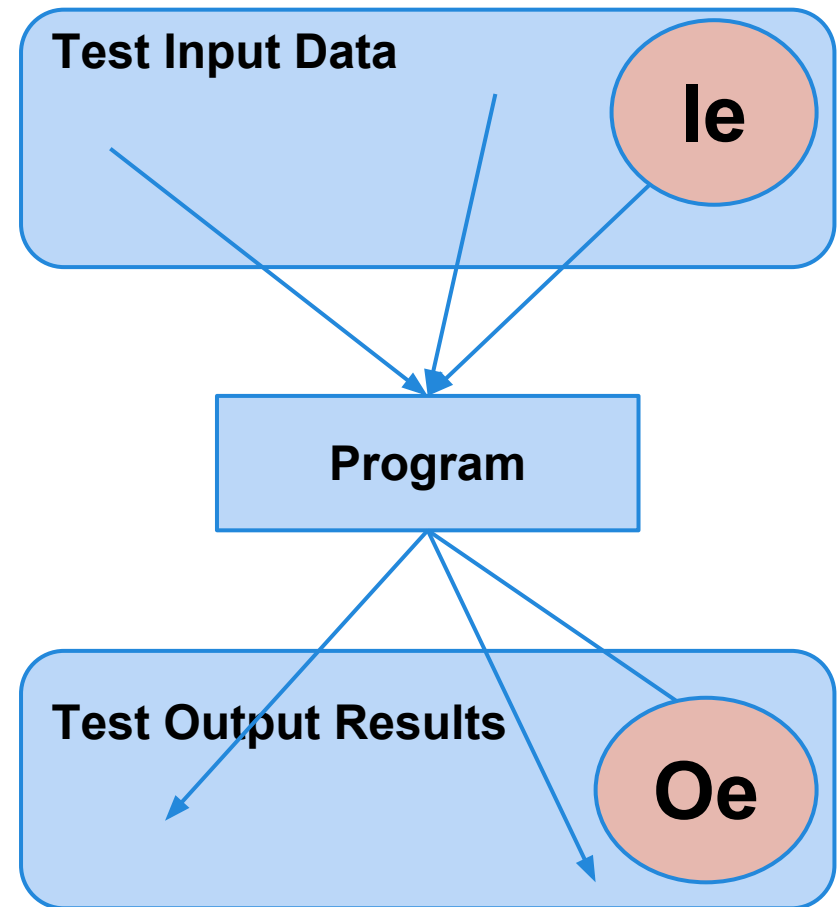 Test Input Data
Ie
Program
Test Output Results
Oe